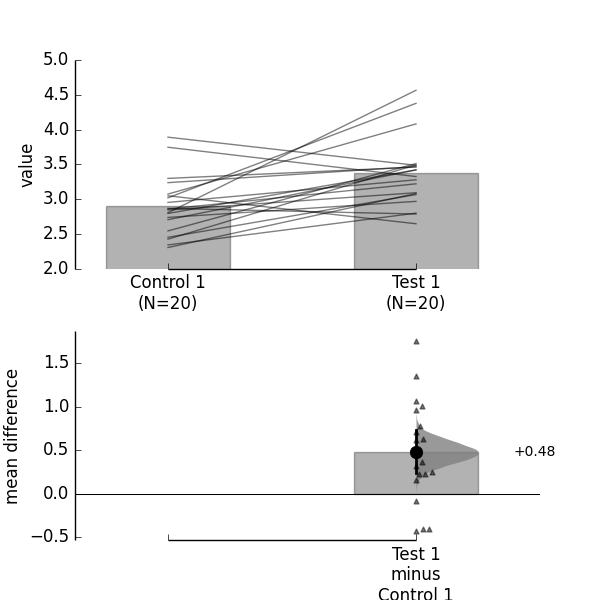 5.0
4.5
4.0
3.5
3.0
2.5
2.0
value
Control 1
(N=20)
Test 1
(N=20)
1.5
1.0
0.5
0.0
−0.5
mean difference
+0.48
Test 1
minus
Control 1